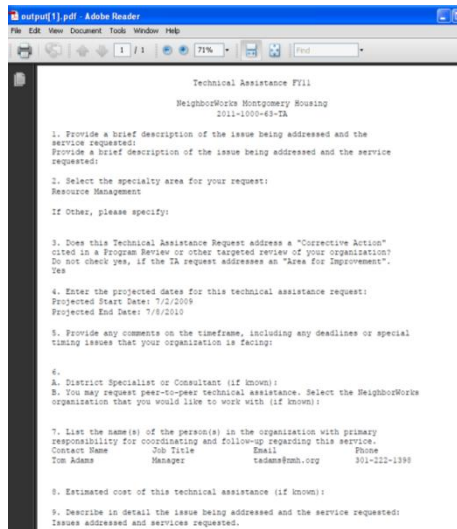 output[1].pdf - Adobe Reader
File Edit View Document Tools Window Help
1 / 1 71% Find
Technical Assistance FY11
NeighborWorks Montgomery Housing
2011-1000-63-TA
1. Provide a brief description of the issue being addressed and the
service requested:
Provide a brief description of the issue being addressed and the service
requested:
2. Select the specialty area for your request:
Resource Management
If Other, please specify:
3. Does this Technical Assistance Request address a "Corrective Action"
cited in a Program Review or other targeted review of your organization?
Do not check yes, if the TA request addresses an "Area for Improvement".
Yes
4. Enter the projected dates for this technical assistance request:
Projected Start Date: 7/2/2009
Projected End Date: 7/8/2010
5. Provide any comments on the timeframe, including any deadlines or special
timing issues that your organization is facing:
6.
A. District Specialist or Consultant (if known):
B. You may request peer-to-peer technical assistance. Select the NeighborWorks
organization that you would like to work with (if known):
7. List the name(s) of the person(s) in the organization with primary
responsibility for coordinating and follow-up regarding this service.
Contact Name Job Title Email Phone
Tom Adams Manager tadams@nmh.org 301-222-1398
8. Estimated cost of this technical assistance (if known):
9. Describe in detail the issue being addressed and the service requested:
Issues addressed and services requested.